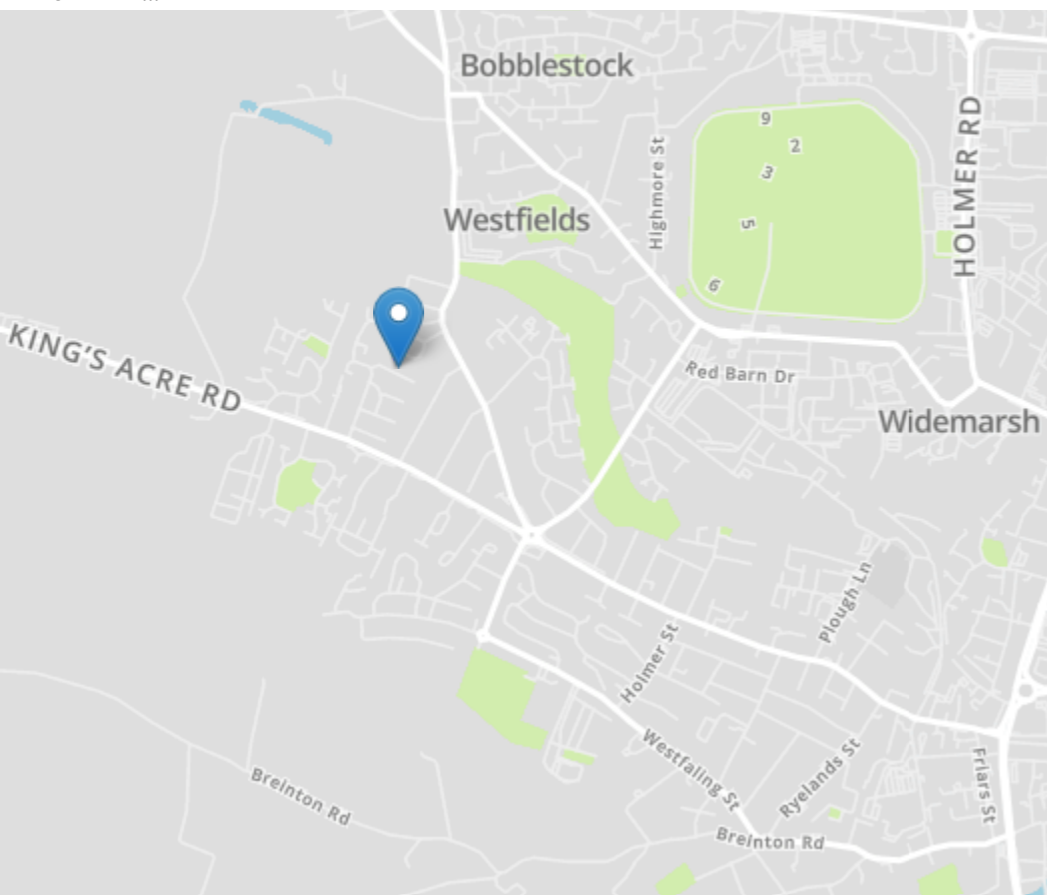 Bobblestock
9
2
3
5
6
Highmore St
HOLMER RD
Westfields
KING'S ACRE RD
Red Barn Dr
Widemarsh
Plough Ln
Holmer St
Westfaling St
Ryelands St
Friars St
Breinton Rd
Breinton Rd